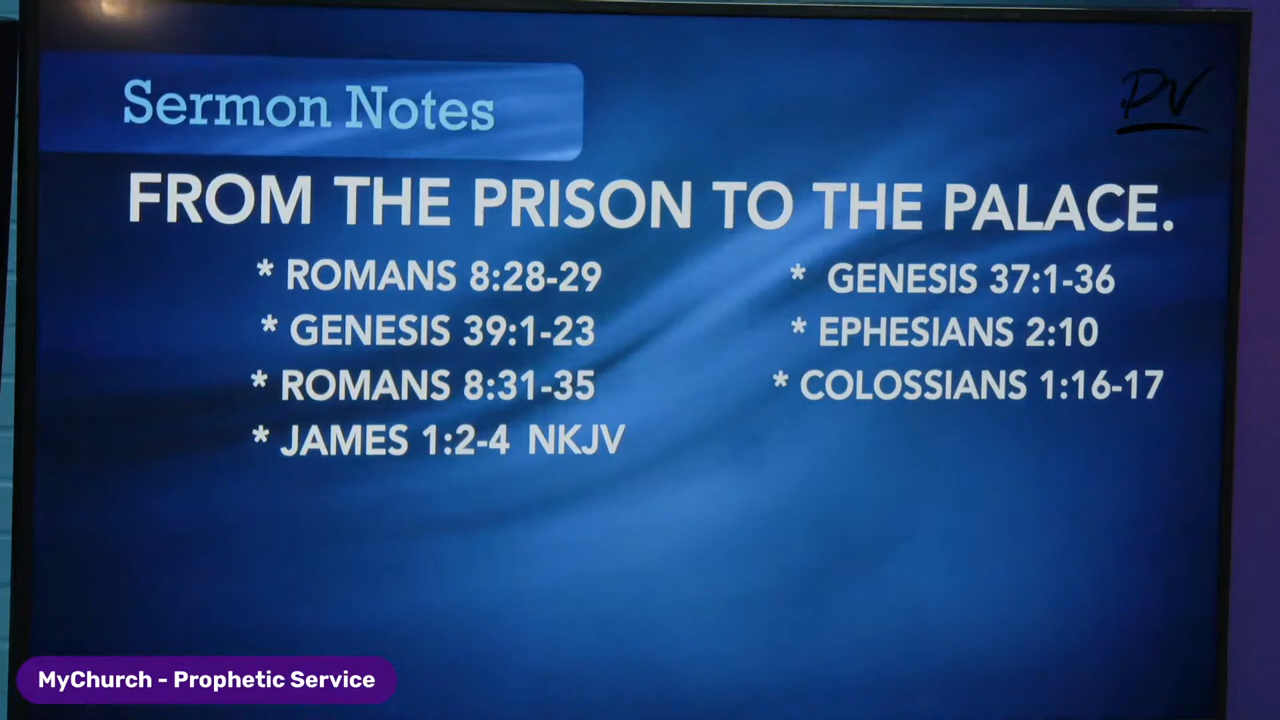 Sermon Notes
PV
FROM THE PRISON TO THE PALACE.
* ROMANS 8:28-29
* GENESIS 39:1-23
* ROMANS 8:31-35
* JAMES 1:2-4 NKJV
* GENESIS 37:1-36
* EPHESIANS 2:10
* COLOSSIANS 1:16-17
MyChurch - Prophetic Service